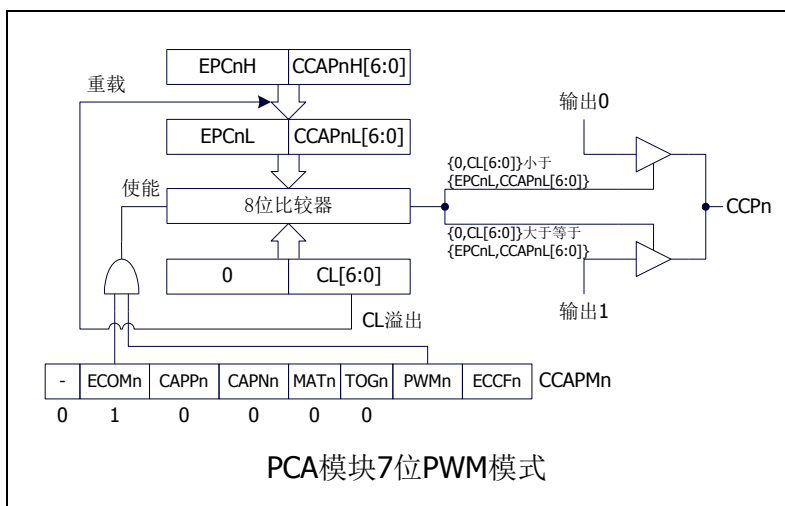 EPCnH CCAPnH[6:0]
重载
输出0
EPCnL CCAPnL[6:0]
{0,CL[6:0]}小于
{EPCnL,CCAPnL[6:0]}
使能
8位比较器
CCPn
{0,CL[6:0]}大于等于
{EPCnL,CCAPnL[6:0]}
0 CL[6:0]
输出1
CL溢出
- ECOMn CAPPn CAPNn MATn TOGn PWMn ECCFn CCAPMn
0 1 0 0 0 0
PCA模块7位PWM模式